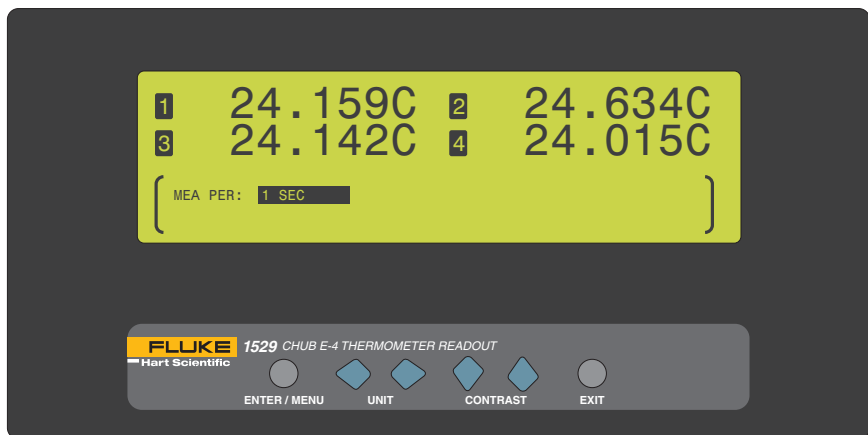 1 24.159C 2 24.634C
3 24.142C 4 24.015C
MEA PER: 1 SEC
FLUKE
Hart Scientific
1529 CHUB E-4 THERMOMETER READOUT
ENTER / MENU UNIT CONTRAST EXIT